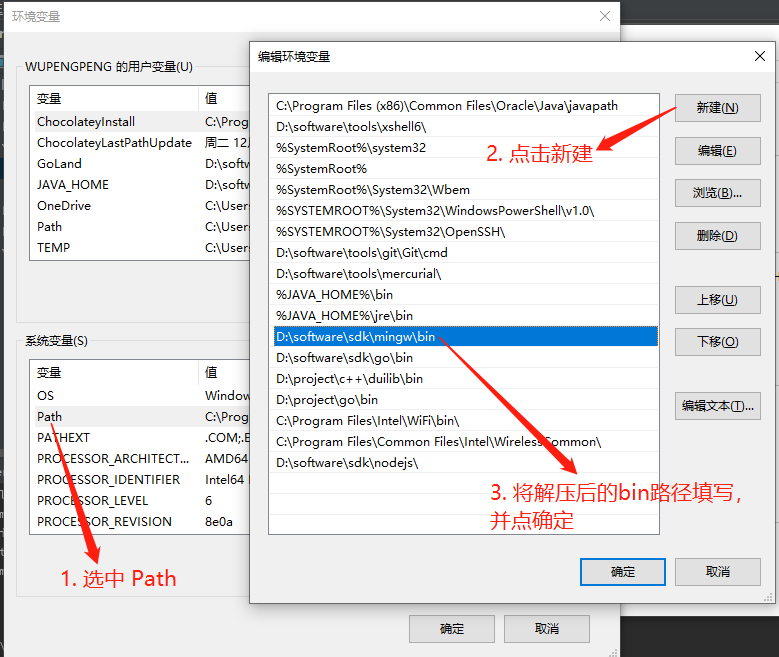 环境变量
WUPENGPENG 的用户变量(U)
变量 值
ChocolateyInstall C:\Prog
ChocolateyLastPathUpdate 周二 12
GoLand D:\softw
JAVA_HOME D:\softw
OneDrive C:\User
Path C:\User
TEMP C:\User
系统变量(S)
变量 值
OS Window
Path C:\Prog
PATHEXT .COM;.E
PROCESSOR_ARCHITECT... AMD64
PROCESSOR_IDENTIFIER Intel64
PROCESSOR_LEVEL 6
PROCESSOR_REVISION 8e0a
1. 选中 Path
确定
取消
编辑环境变量
C:\Program Files (x86)\Common Files\Oracle\Java\javapath
D:\software\tools\xshell6\
%SystemRoot%\system32
%SystemRoot%
%SystemRoot%\System32\Wbem
%SYSTEMROOT%\System32\WindowsPowerShell\v1.0\
%SYSTEMROOT%\System32\OpenSSH\
D:\software\tools\git\Git\cmd
D:\software\tools\mercurial\
%JAVA_HOME%\bin
%JAVA_HOME%\jre\bin
D:\software\sdk\mingw\bin
D:\software\sdk\go\bin
D:\project\c++\duilib\bin
D:\project\go\bin
C:\Program Files\Intel\WiFi\bin\
C:\Program Files\Common Files\Intel\WirelessCommon\
D:\software\sdk\nodejs\
2. 点击新建
3. 将解压后的bin路径填写，
并点确定
新建(N)
编辑(E)
浏览(B)...
删除(D)
上移(U)
下移(O)
编辑文本(T)...
确定
取消